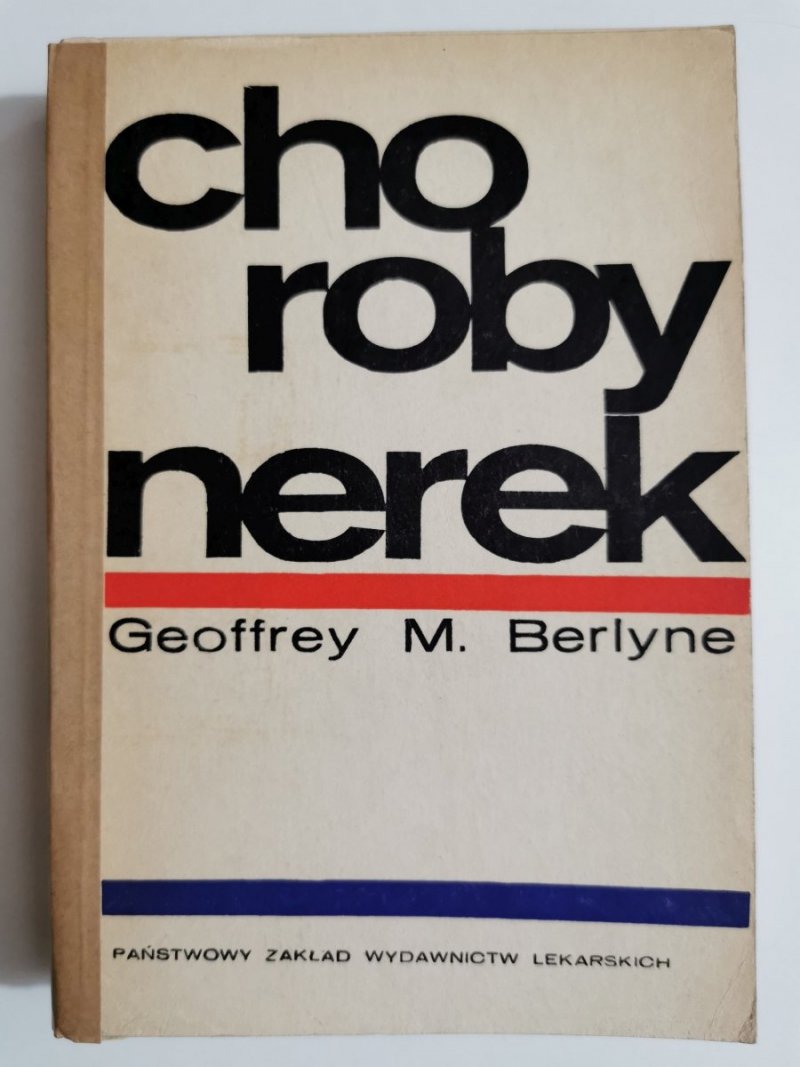 cho
roby
nerek
Geoffrey M. Berlyne
PAŃSTWOWY ZAKŁAD WYDAWNICTW LEKARSKICH